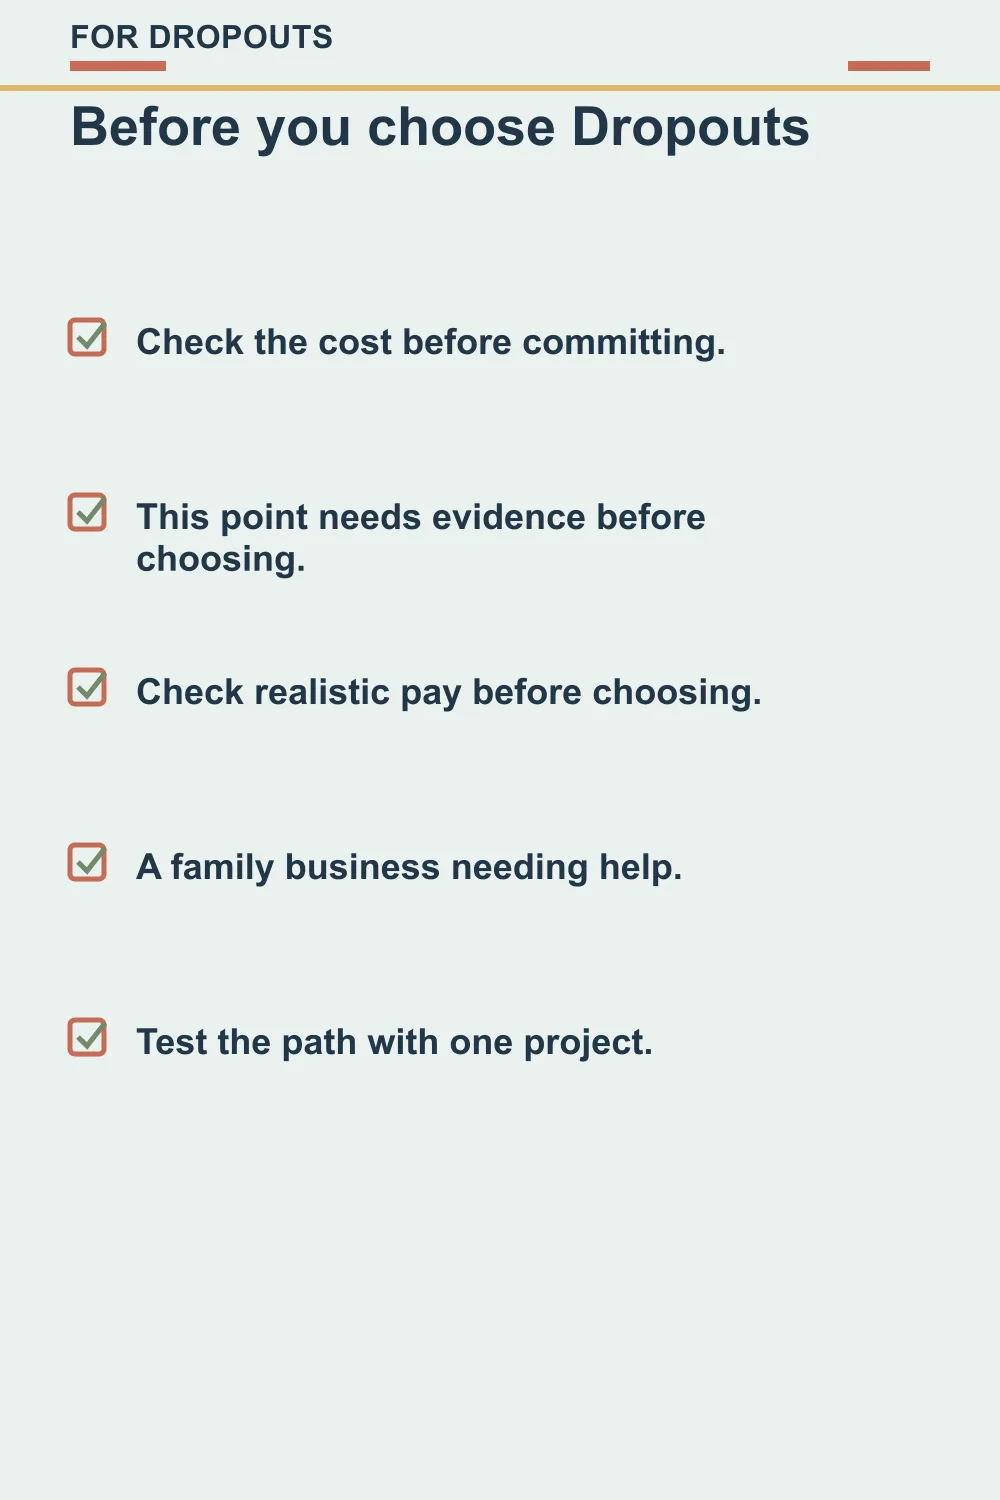 FOR DROPOUTS
Before you choose Dropouts
Check the cost before committing.
This point needs evidence before
choosing.
Check realistic pay before choosing.
A family business needing help.
Test the path with one project.